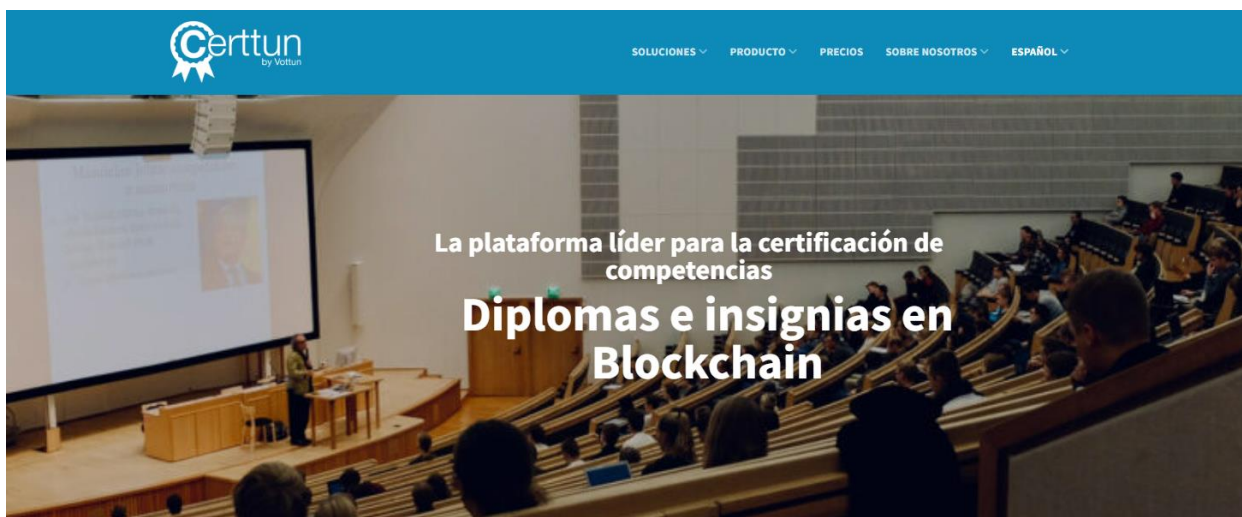 Certtun
by Vottun
SOLUCIONES
PRODUCTO
PRECIOS
SOBRE NOSOTROS
ESPAÑOL
La plataforma líder para la certificación de
competencias
Diplomas e insignias en
Blockchain